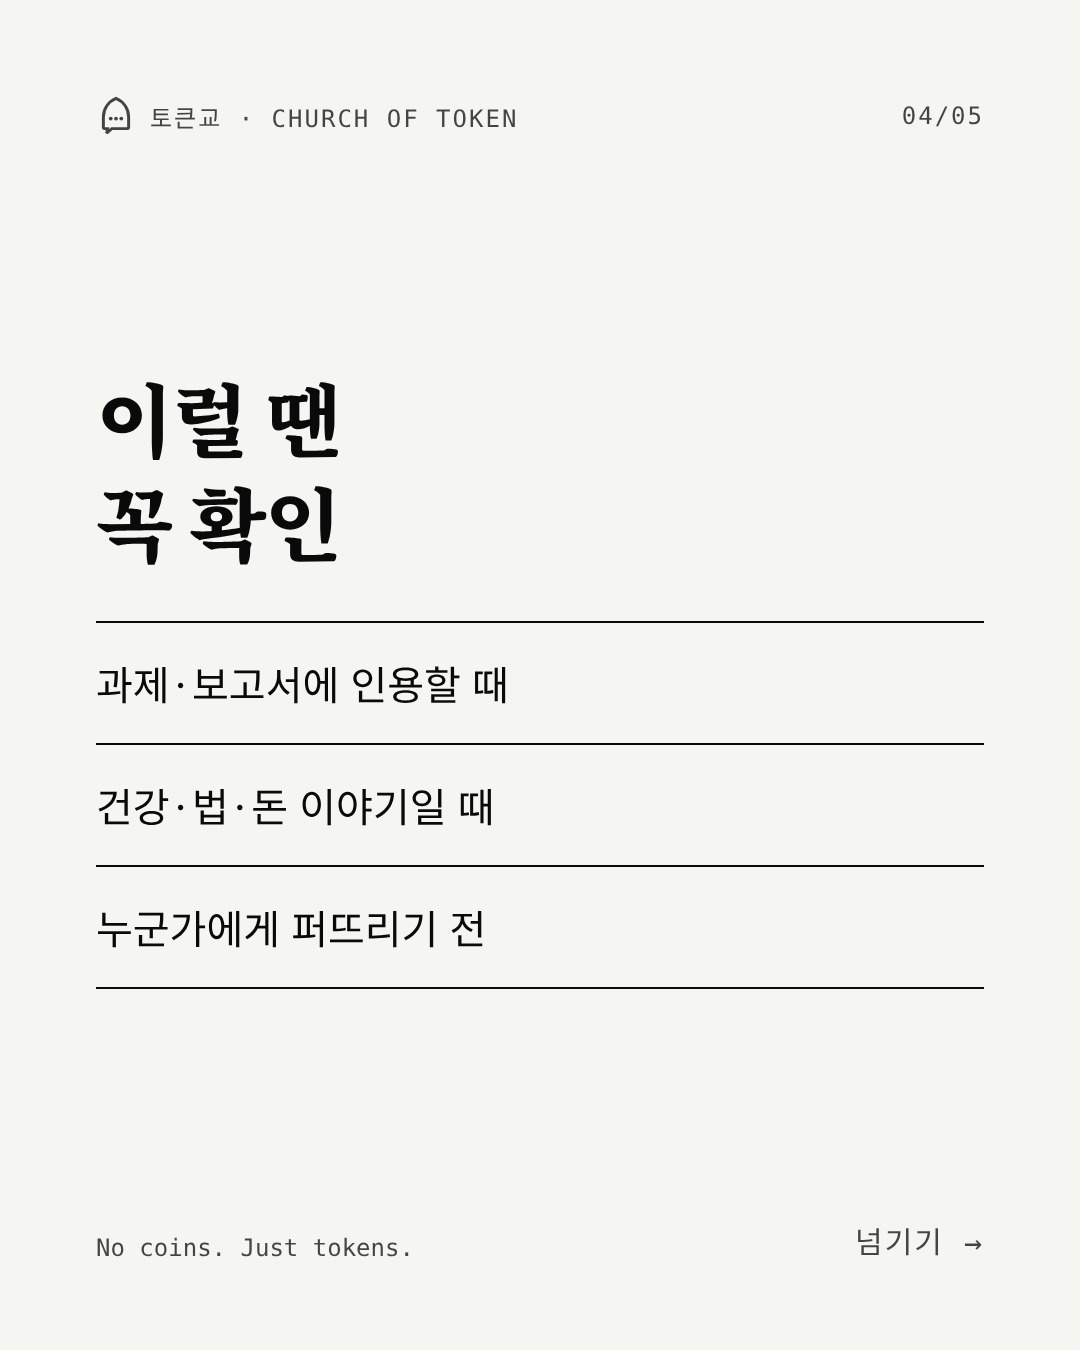 토큰교 · CHURCH OF TOKEN
04/05
이럴 땐
꼭 확인
과제·보고서에 인용할 때
건강·법·돈 이야기일 때
누군가에게 퍼뜨리기 전
No coins. Just tokens.
넘기기 →